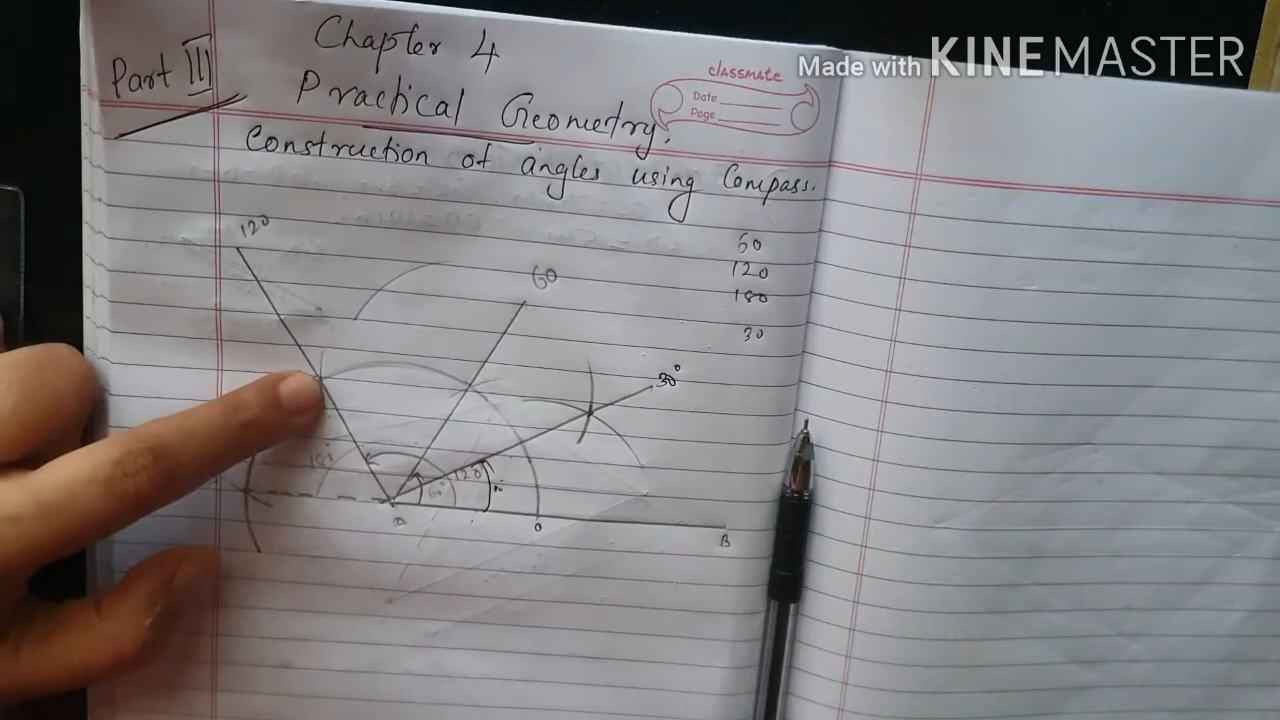 Made with KINEMASTER
Part III
Chapter 4
Practical Geometry.
classmate
Date
Page
Construction of angles using Compass.
60
120
180
30
120
60
30°
180
120
60°
O
B